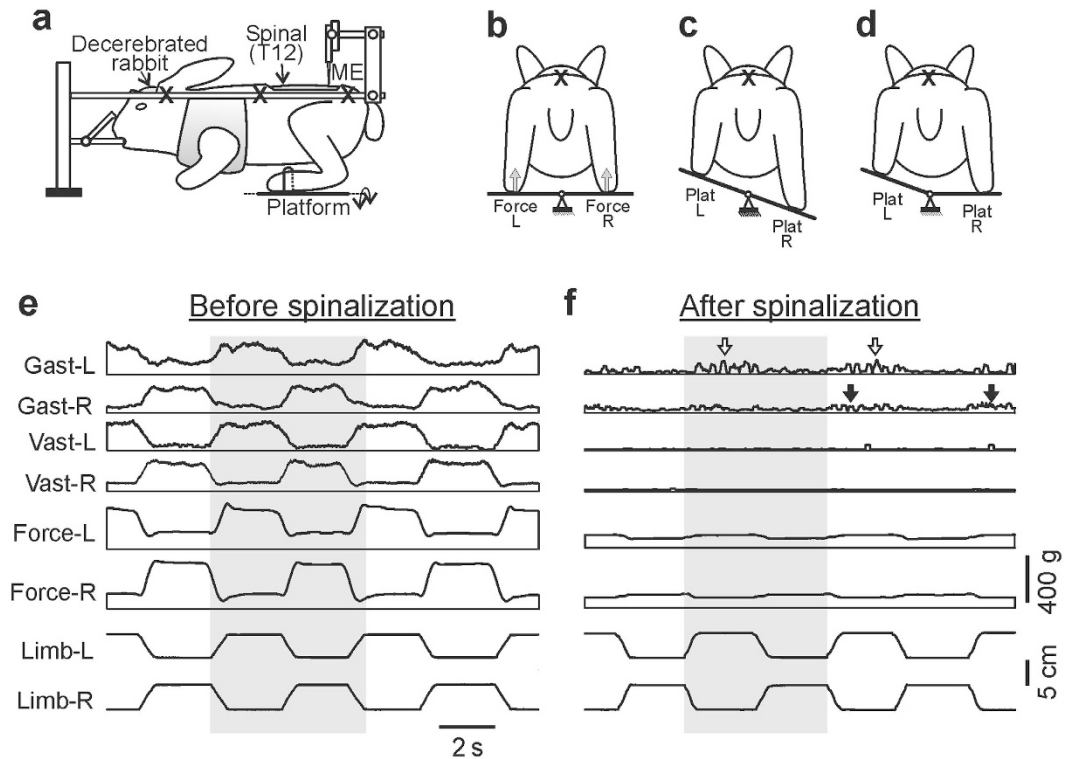 a
Decerebrated
rabbit
Spinal
(T12)
ME
X X X
Platform
b
X
Force
L
Force
R
c
X
Plat
L
Plat
R
d
X
Plat
L
Plat
R
e
Before spinalization
Gast-L
Gast-R
Vast-L
Vast-R
Force-L
Force-R
Limb-L
Limb-R
2 s
f
After spinalization
400 g
5 cm